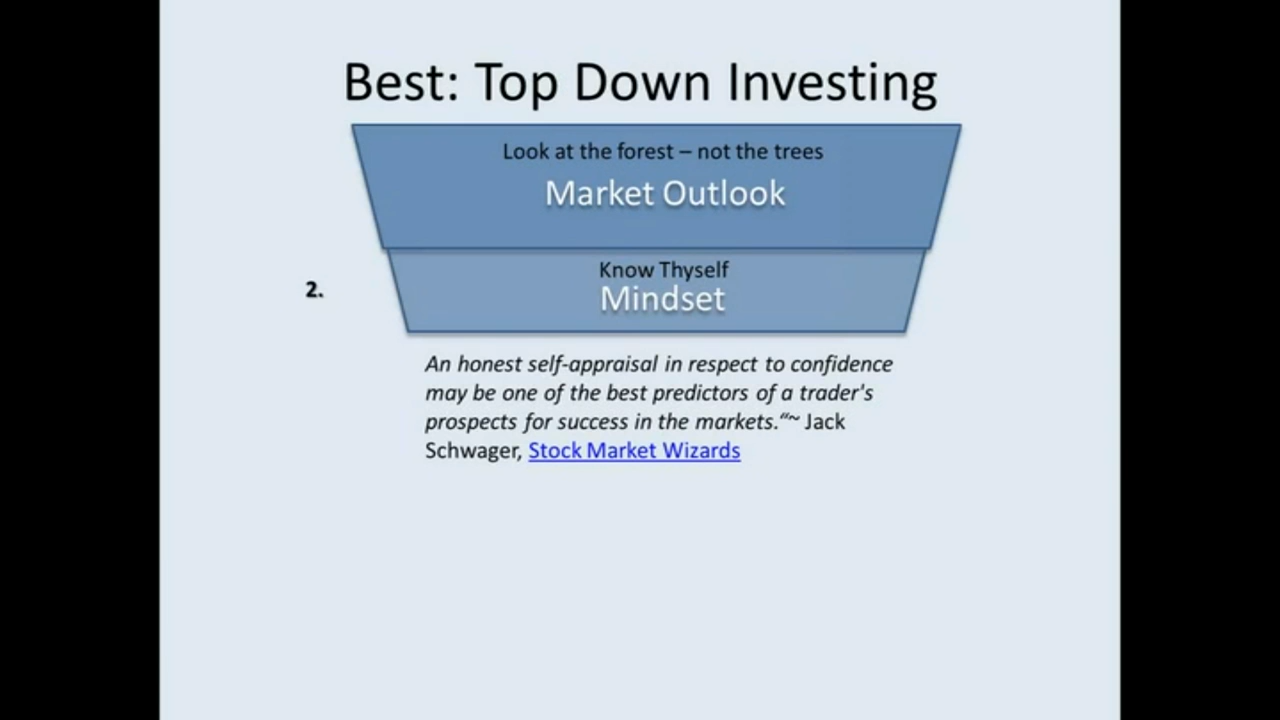 Best: Top Down Investing
Look at the forest – not the trees
Market Outlook
Know Thyself
2.
Mindset
An honest self-appraisal in respect to confidence
may be one of the best predictors of a trader's
prospects for success in the markets.“~ Jack
Schwager, Stock Market Wizards